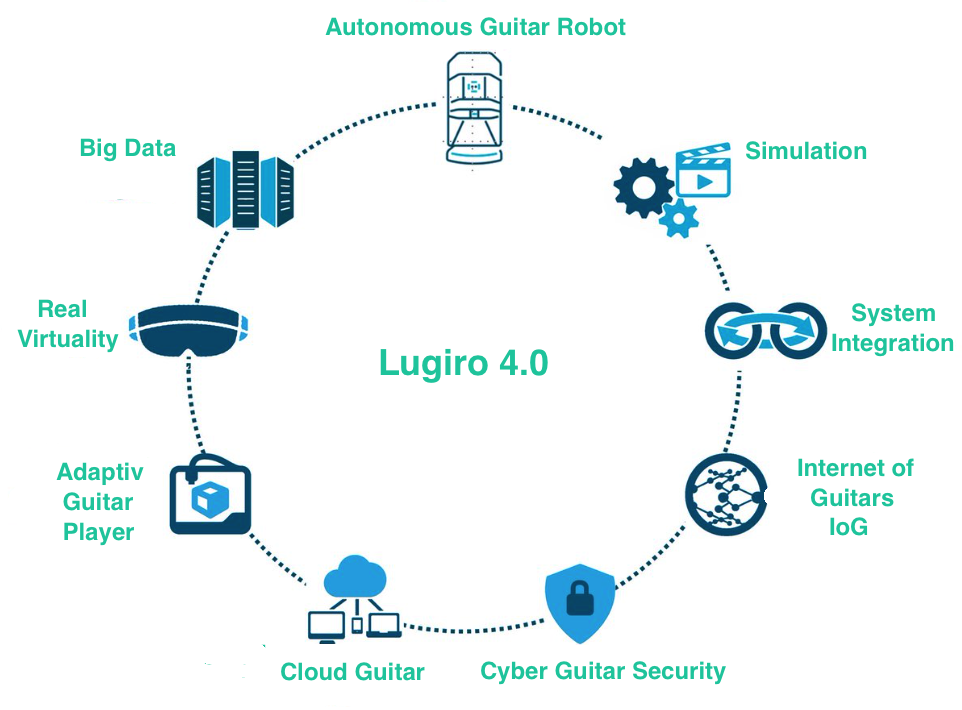 Autonomous Guitar Robot
Big Data
Simulation
Real
Virtuality
System
Integration
Lugiro 4.0
Adaptiv
Guitar
Player
Internet of
Guitars
IoG
Cloud Guitar
Cyber Guitar Security